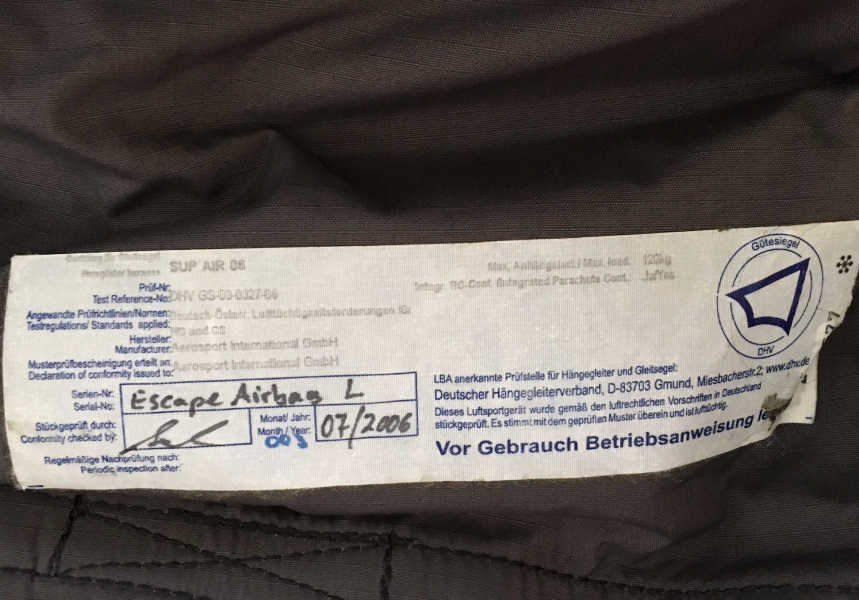 Gurtzeug für Gleitsegel
Paraglider harness SUP'AIR 06
Max. Anhängelast / Max. load: 120kg
Integr. RG-Cont. /Integrated Parachute Cont.: Ja/Yes
Prüf-Nr:
Test Reference-No: DHV GS-03-0327-06
Angewandte Prüfrichtlinien/Normen: Deutsch-Österr. Lufttüchtigkeitsforderungen für
Testregulations/ Standards applied: HG und GS
Hersteller:
Manufacturer: Aerosport International GmbH
Musterprüfbescheinigung erteilt an: Aerosport International GmbH
Declaration of conformity issued to:
Serien-Nr:
Serial-No: Escape Airbag L
Stückgeprüft durch:
Conformity checked by:
Monat/ Jahr:
Month / Year: 07/2006
005
Regelmäßige Nachprüfung nach:
Periodic inspection after:
Gütesiegel
DHV
LBA anerkannte Prüfstelle für Hängegleiter und Gleitsegel:
Deutscher Hängegleiterverband, D-83703 Gmund, Miesbacherstr.2; www.dhv.de
Dieses Luftsportgerät wurde gemäß den luftrechtlichen Vorschriften in Deutschland
stückgeprüft. Es stimmt mit dem geprüften Muster überein und ist lufttüchtig.
Vor Gebrauch Betriebsanweisung